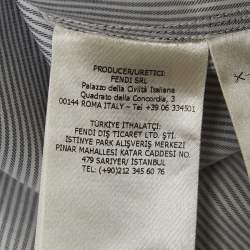 PRODUCER/URETICI:
FENDI SRL
Palazzo della Civiltà Italiana
Quadrato della Concordia, 3
00144 ROMA ITALY - Tel +39 06 334501
TÜRKİYE İTHALATÇI:
FENDI DIŞ TİCARET LTD. ŞTİ.
İSTİNYE PARK ALIŞVERİŞ MERKEZİ
PINAR MAHALLESI KATAR CADDESİ NO.
479 SARIYER/İSTANBUL
TEL: (+90)212 345 60 76